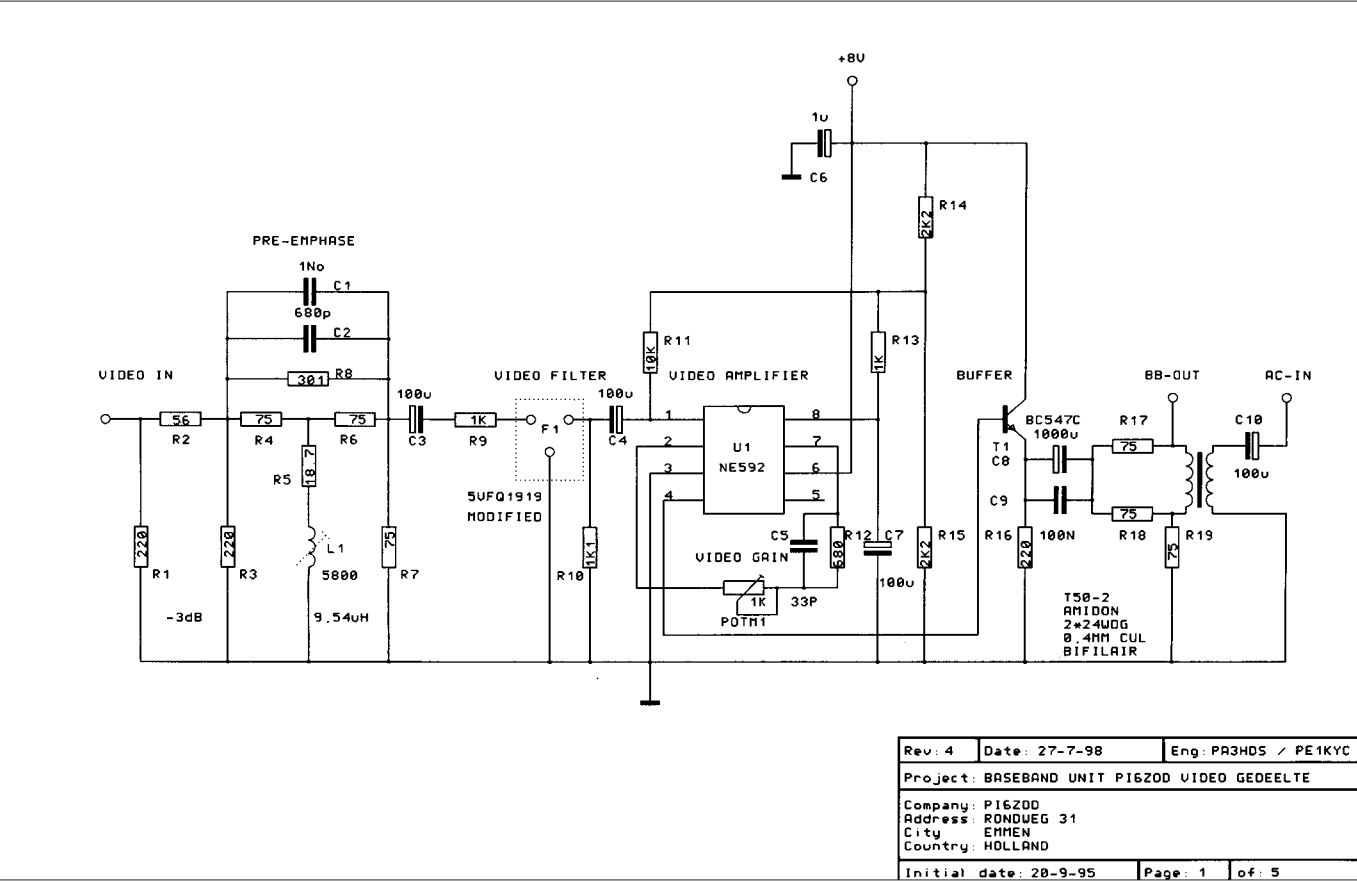 +8V
1u
C6
R14
2K2
PRE-EMPHASE
1No
C1
680p
C2
R11
10K
R13
1K
301
R8
VIDEO IN
VIDEO FILTER
VIDEO AMPLIFIER
BUFFER
BB-OUT
AC-IN
100u
100u
56
75
75
1K
R2
R4
R6
C3
R9
F1
C4
1
2
3
4
8
7
6
5
U1
NE592
BC547C
T1
1000u
C8
C9
100N
R17
75
C10
100u
R5
18.7
5VFQ1919
MODIFIED
75
R18
R19
75
220
R1
220
R3
L1
5800
9.54uH
75
R7
R10
1K1
VIDEO GAIN
C5
33P
R12
680
C7
100u
R15
2K2
R16
220
-3dB
1K
POTM1
T50-2
AMIDON
2*24WDG
0.4MM CUL
BIFILAIR
Rev: 4 Date: 27-7-98 Eng: PA3HDS / PE1KYC
Project: BASEBAND UNIT PI6ZOD VIDEO GEDEELTE
Company: PI6ZOD
Address: RONDWEG 31
City EMMEN
Country: HOLLAND
Initial date: 20-9-95 Page: 1 of: 5